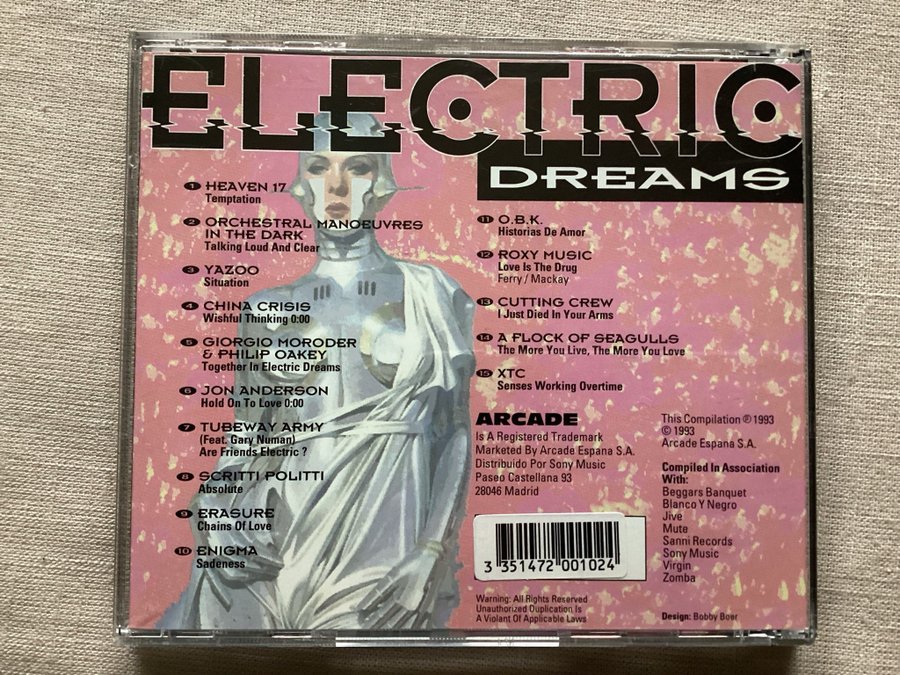 ELECTRIC
DREAMS
1 HEAVEN 17
Temptation
2 ORCHESTRAL MANOEUVRES
IN THE DARK
Talking Loud And Clear
3 YAZOO
Situation
4 CHINA CRISIS
Wishful Thinking 0:00
5 GIORGIO MORODER
& PHILIP OAKEY
Together In Electric Dreams
6 JON ANDERSON
Hold On To Love 0:00
7 TUBEWAY ARMY
(Feat. Gary Numan)
Are Friends Electric ?
8 SCRITTI POLITTI
Absolute
9 ERASURE
Chains Of Love
10 ENIGMA
Sadeness
11 O.B.K.
Historias De Amor
12 ROXY MUSIC
Love Is The Drug
Ferry / Mackay
13 CUTTING CREW
I Just Died In Your Arms
14 A FLOCK OF SEAGULLS
The More You Live, The More You Love
15 XTC
Senses Working Overtime
ARCADE
Is A Registered Trademark
Marketed By Arcade Espana S.A.
Distribuido Por Sony Music
Paseo Castellana 93
28046 Madrid
3 351472 001024
Warning: All Rights Reserved
Unauthorized Duplication Is
A Violant Of Applicable Laws
This Compilation ℗ 1993
© 1993
Arcade Espana S.A.
Compiled In Association
With:
Beggars Banquet
Blanco Y Negro
Jive
Mute
Sanni Records
Sony Music
Virgin
Zomba
Design: Bobby Boer